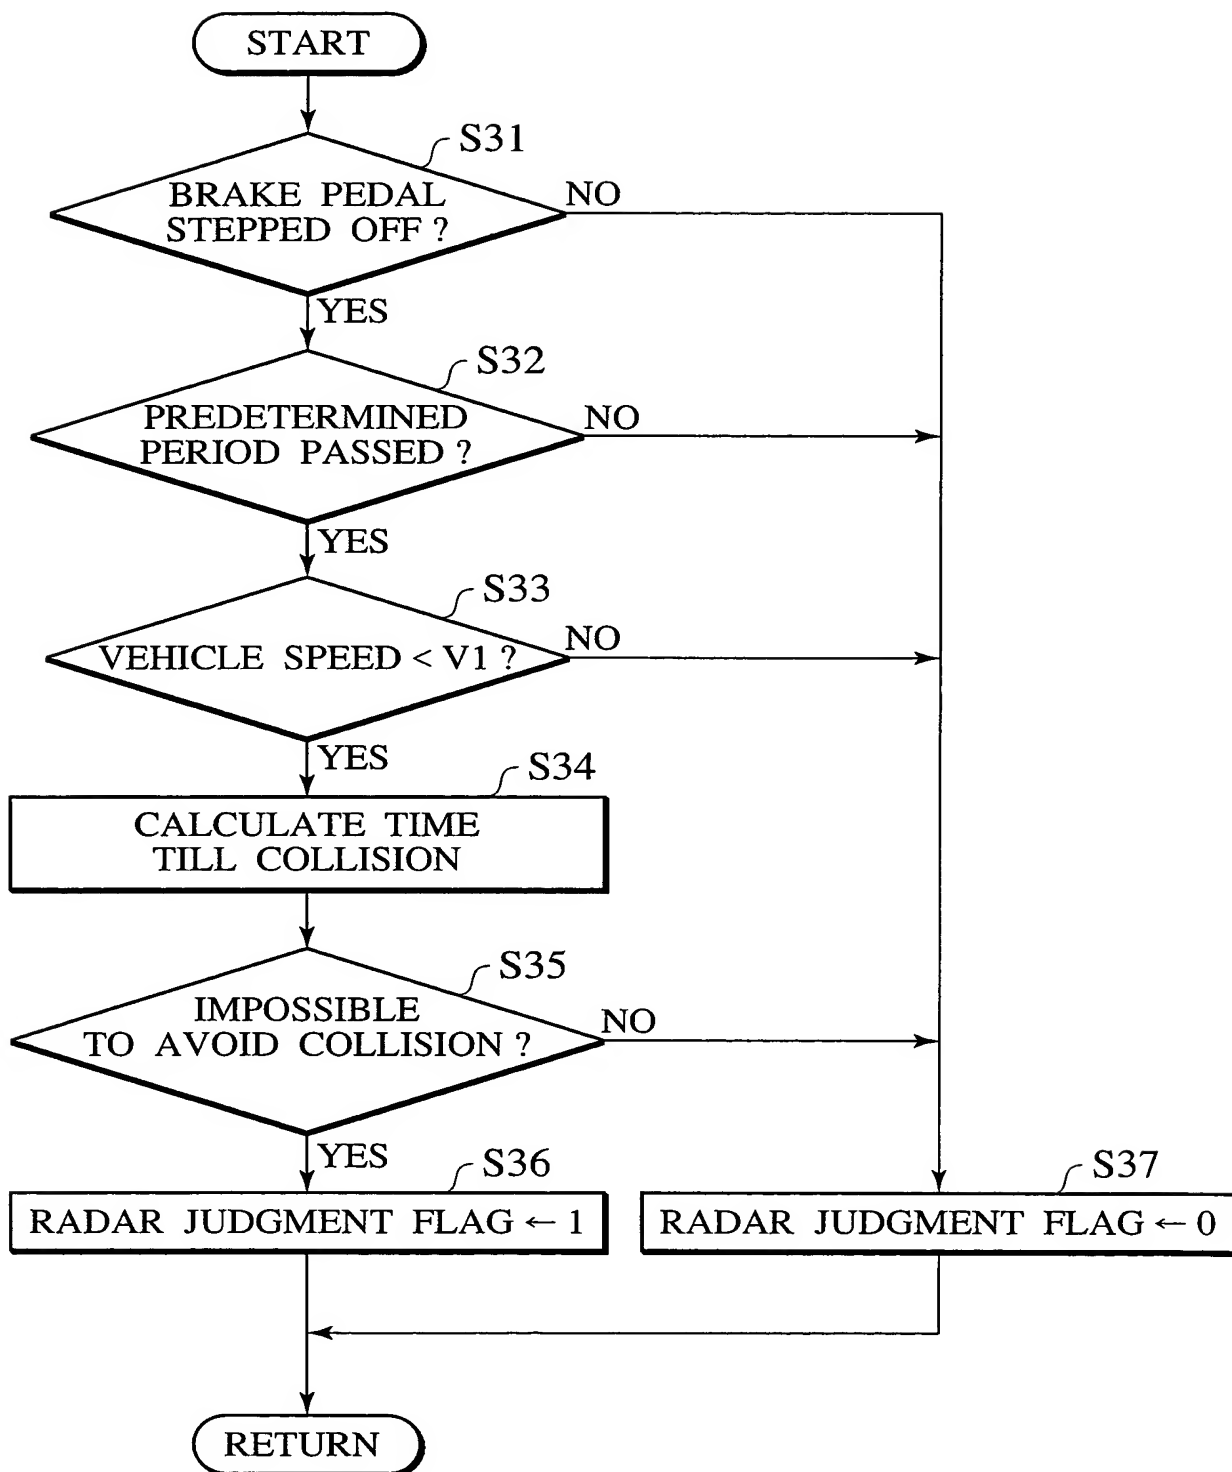 START
S31
BRAKE PEDAL
STEPPED OFF ?
NO
YES
S32
PREDETERMINED
PERIOD PASSED ?
NO
YES
S33
VEHICLE SPEED < V1 ?
NO
YES
S34
CALCULATE TIME
TILL COLLISION
S35
IMPOSSIBLE
TO AVOID COLLISION ?
NO
YES
S36
RADAR JUDGMENT FLAG ← 1
S37
RADAR JUDGMENT FLAG ← 0
RETURN